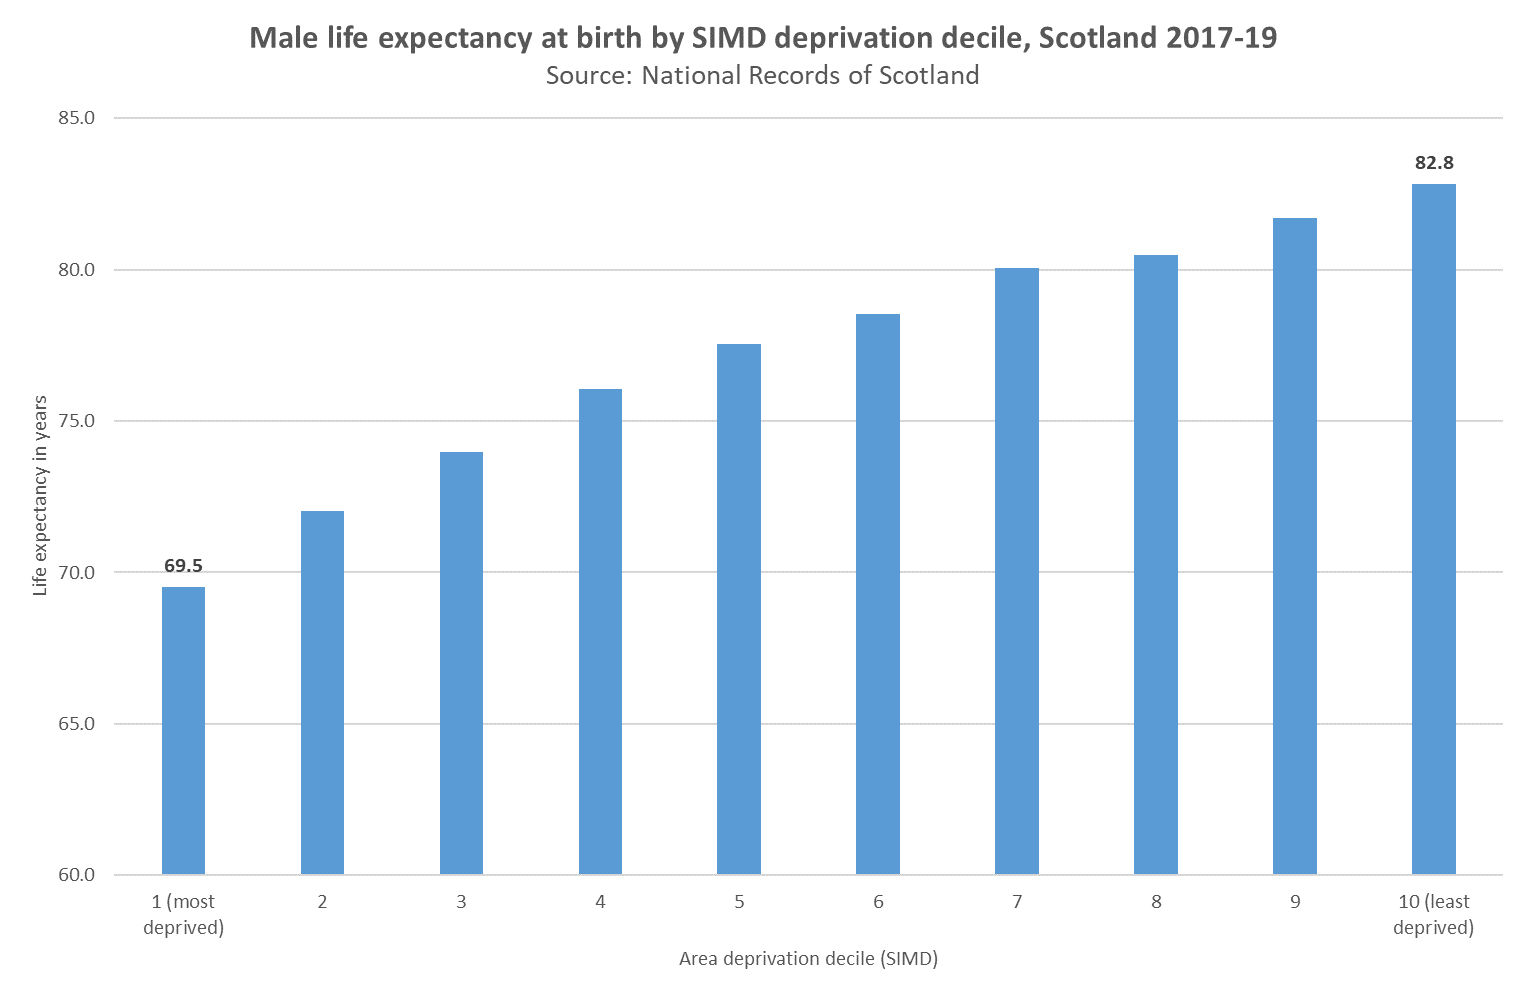 Male life expectancy at birth by SIMD deprivation decile, Scotland 2017-19
Source: National Records of Scotland
85.0
80.0
75.0
70.0
65.0
60.0
Life expectancy in years
69.5
82.8
1 (most
deprived)
2
3
4
5
6
7
8
9
10 (least
deprived)
Area deprivation decile (SIMD)